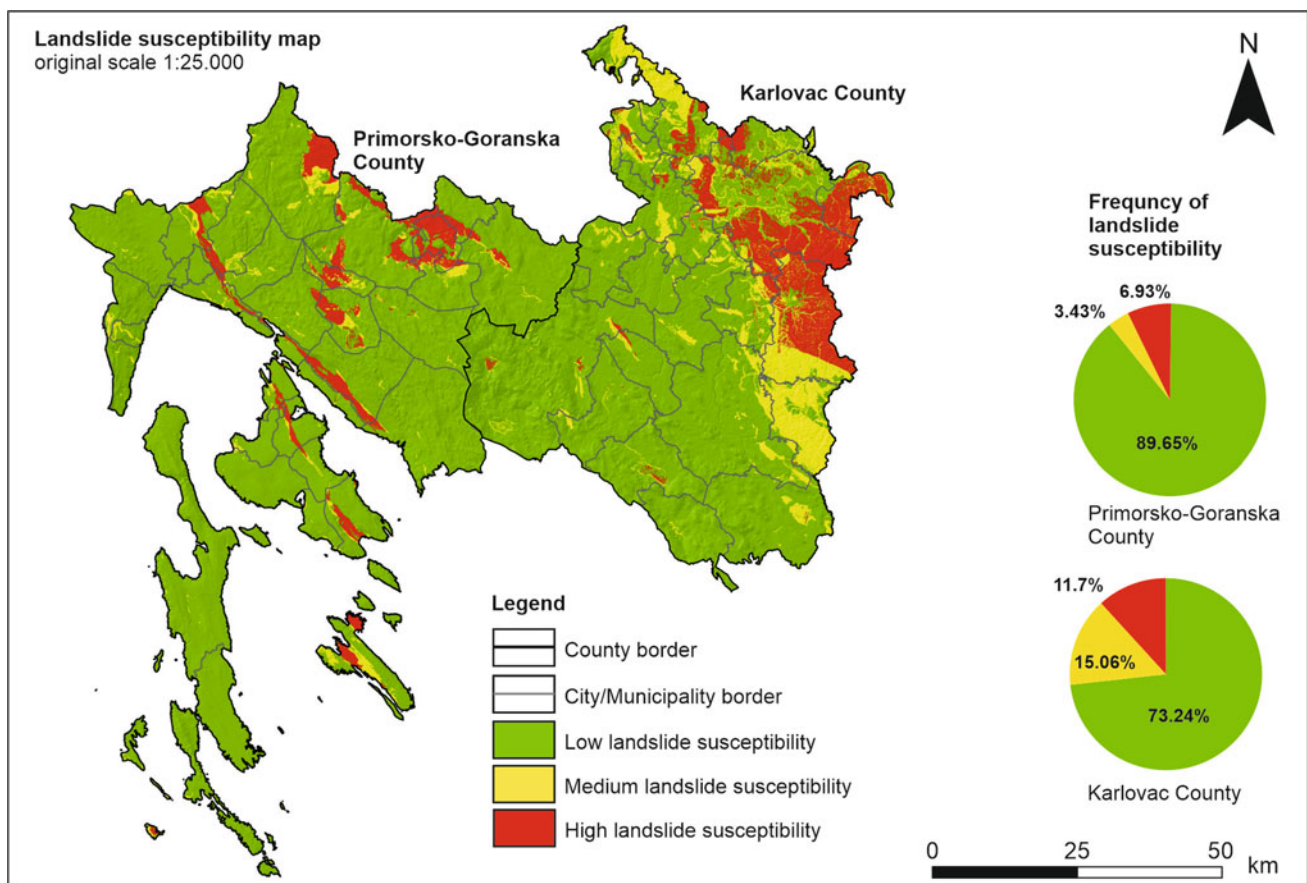 Landslide susceptibility map
original scale 1:25.000
Primorsko-Goranska
County
Karlovac County
N
Frequncy of
landslide
susceptibility
6.93%
3.43%
89.65%
Primorsko-Goranska
County
11.7%
15.06%
73.24%
Karlovac County
Legend
County border
City/Municipality border
Low landslide susceptibility
Medium landslide susceptibility
High landslide susceptibility
0 25 50
km